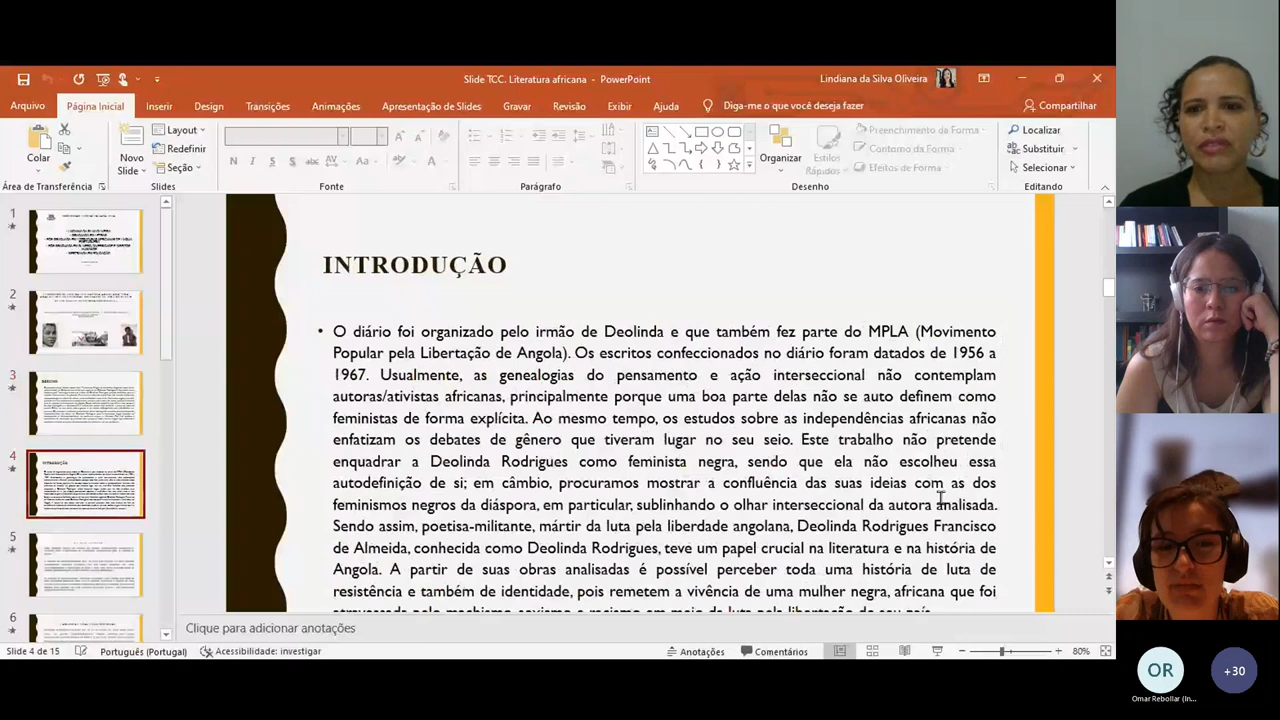 Slide TCC. Literatura africana - PowerPoint
Lindiana da Silva Oliveira
Arquivo
Página Inicial
Inserir
Design
Transições
Animações
Apresentação de Slides
Gravar
Revisão
Exibir
Ajuda
Diga-me o que você deseja fazer
Compartilhar
Colar
Área de Transferência
Novo
Slide
Layout
Redefinir
Seção
Slides
N I S S
Fonte
Parágrafo
Organizar
Estilos
Rápidos
Preenchimento da Forma
Contorno da Forma
Efeitos de Forma
Desenho
Localizar
Substituir
Selecionar
Editando
1
2
3
4
5
6
INTRODUÇÃO
• O diário foi organizado pelo irmão de Deolinda e que também fez parte do MPLA (Movimento
Popular pela Libertação de Angola). Os escritos confeccionados no diário foram datados de 1956 a
1967. Usualmente, as genealogias do pensamento e ação interseccional não contemplam
autoras/ativistas africanas, principalmente porque uma boa parte delas não se auto definem como
feministas de forma explícita. Ao mesmo tempo, os estudos sobre as independências africanas não
enfatizam os debates de gênero que tiveram lugar no seu seio. Este trabalho não pretende
enquadrar a Deolinda Rodrigues como feminista negra, sendo que ela não escolheu essa
autodefinição de si; em câmbio procuramos mostrar a confluência das suas ideias com as dos
feminismos negros da diáspora, em particular, sublinhando o olhar interseccional da autora analisada.
Sendo assim, poetisa-militante, mártir da luta pela liberdade angolana, Deolinda Rodrigues Francisco
de Almeida, conhecida como Deolinda Rodrigues, teve um papel crucial na literatura e na história de
Angola. A partir de suas obras analisadas é possível perceber toda uma história de luta de
resistência e também de identidade, pois remetem a vivência de uma mulher negra, africana que foi
Clique para adicionar anotações
Slide 4 de 15
Português (Portugal)
Acessibilidade: investigar
Anotações
Comentários
80%
OR
Omar Rebollar (In...
+30